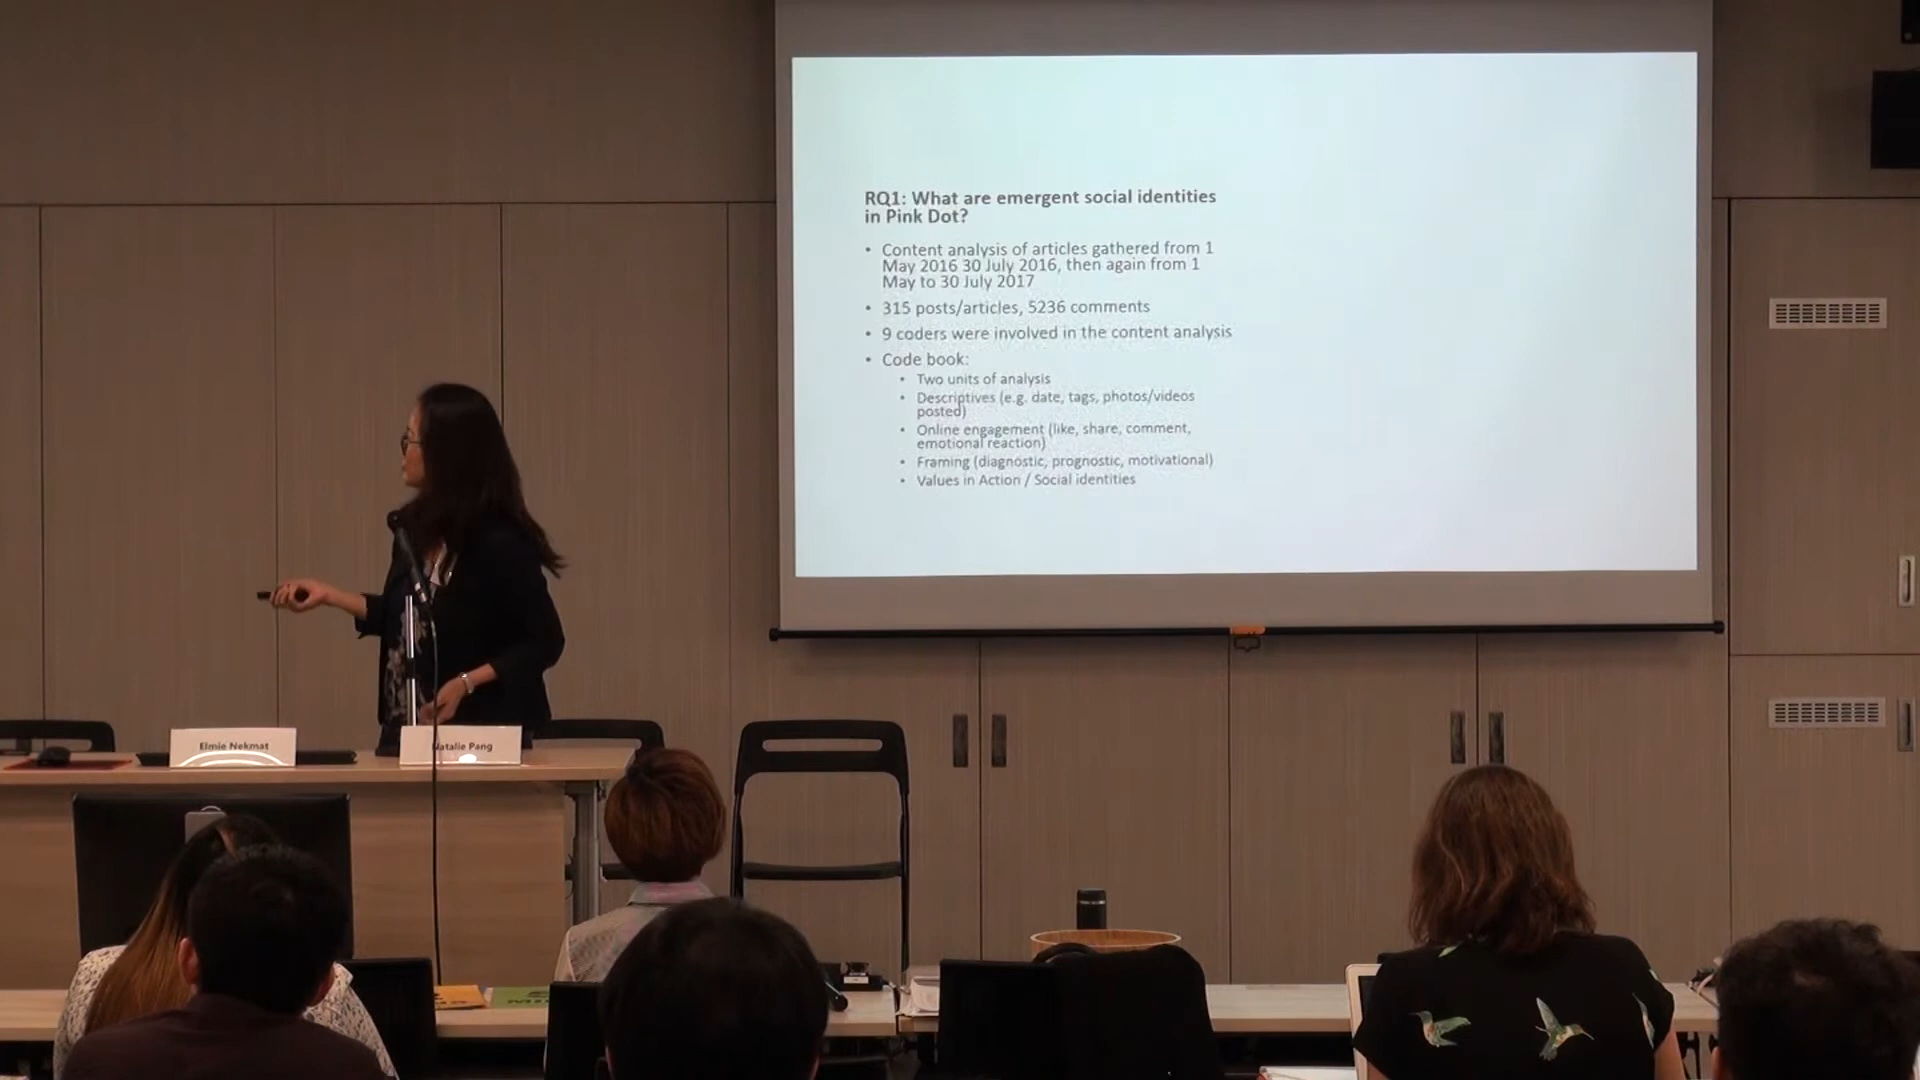 RQ1: What are emergent social identities
in Pink Dot?
• Content analysis of articles gathered from 1
May 2016 30 July 2016, then again from 1
May to 30 July 2017
• 315 posts/articles, 5236 comments
• 9 coders were involved in the content analysis
• Code book:
• Two units of analysis
• Descriptives (e.g. date, tags, photos/videos
posted)
• Online engagement (like, share, comment,
emotional reaction)
• Framing (diagnostic, prognostic, motivational)
• Values in Action / Social identities
Elmie Nekmat
Natalie Pang